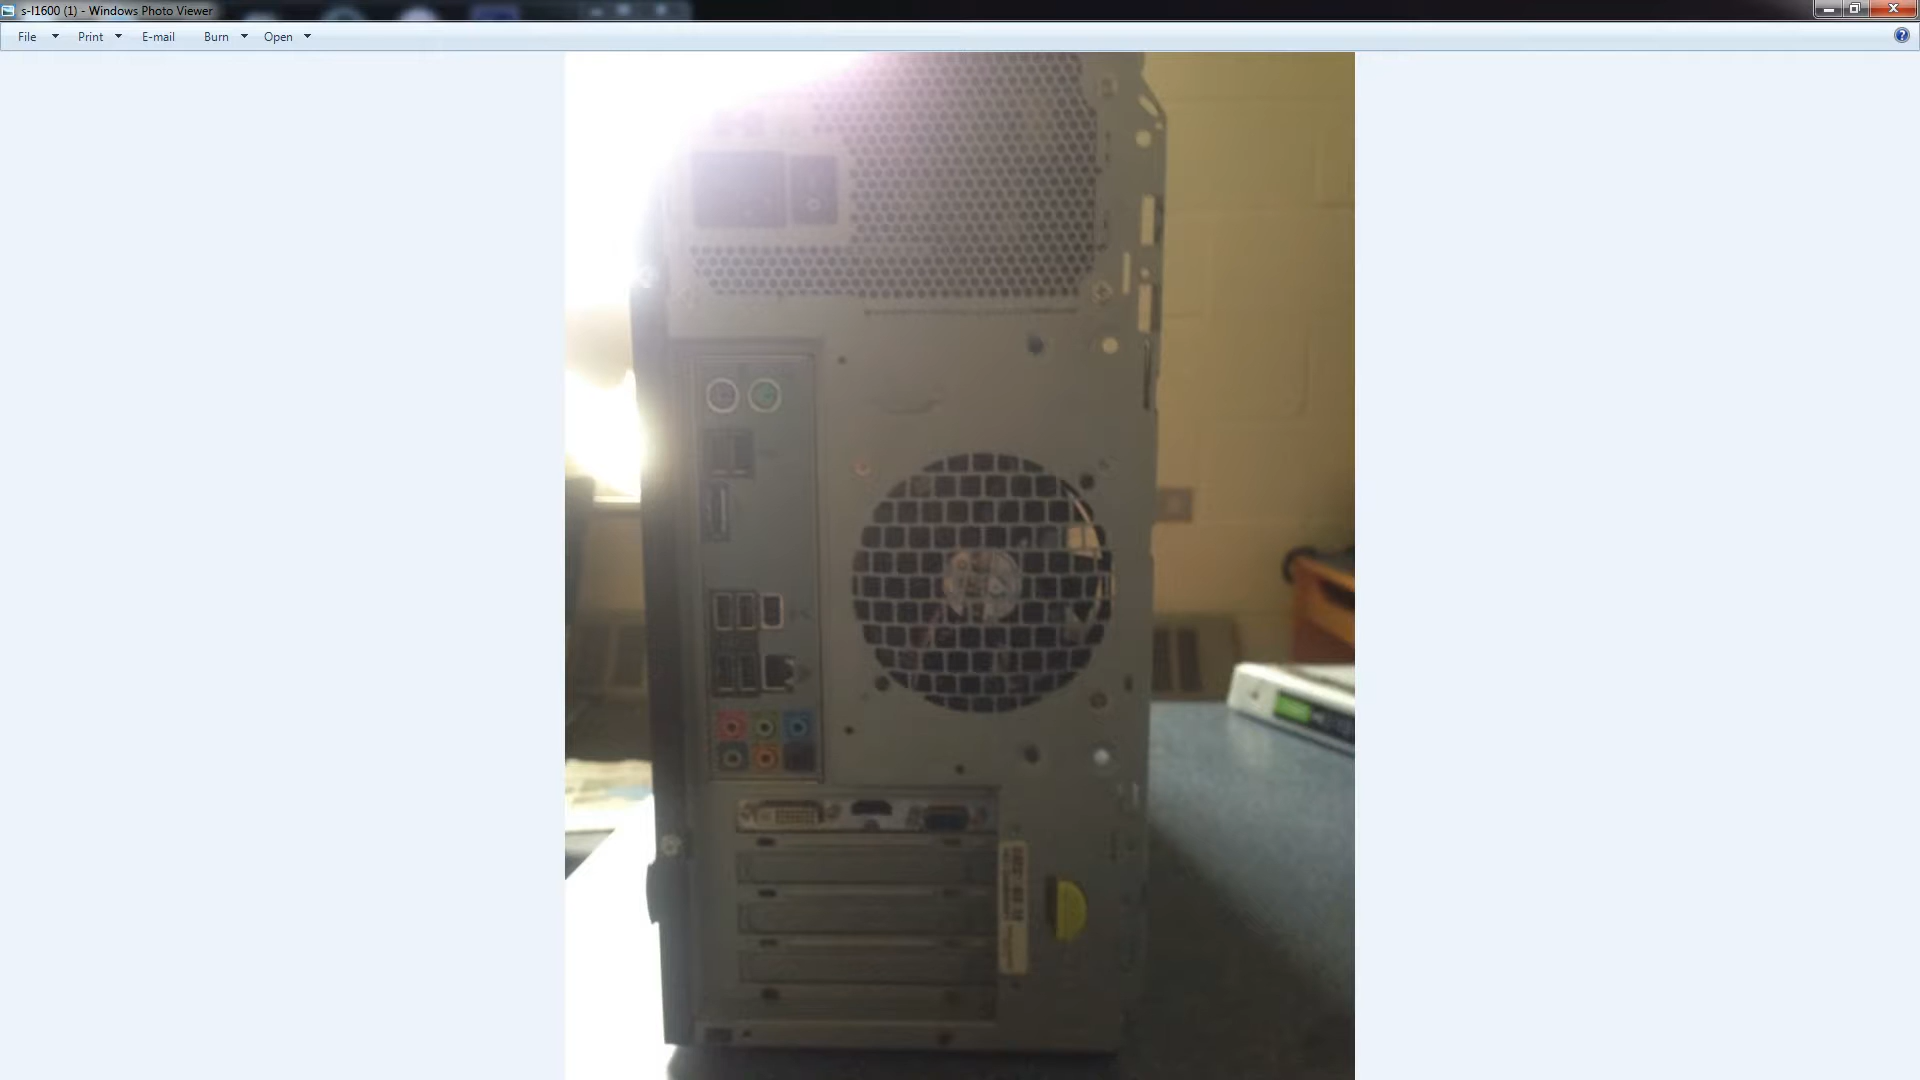 s-l1600 (1) - Windows Photo Viewer
File Print E-mail Burn Open